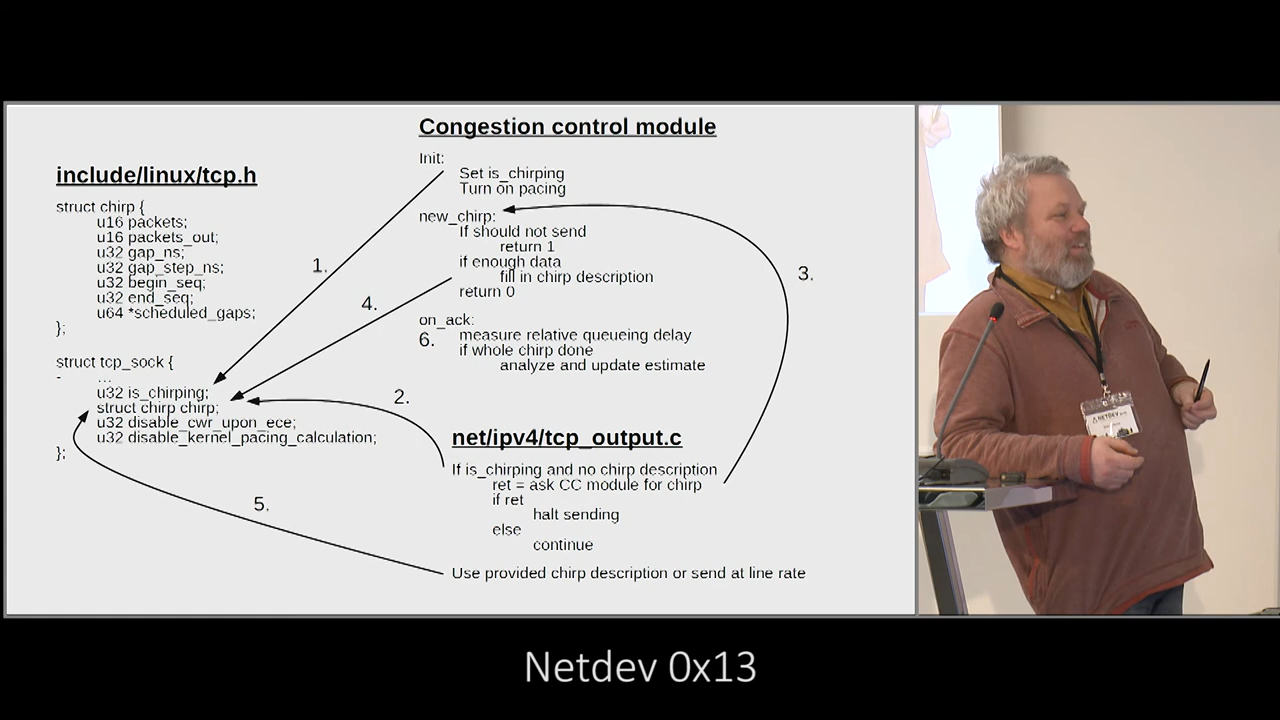 Congestion control module
Init:
Set is_chirping
Turn on pacing
new_chirp:
If should not send
return 1
if enough data
fill in chirp description
return 0
on_ack:
6.
measure relative queueing delay
if whole chirp done
analyze and update estimate
include/linux/tcp.h
struct chirp {
u16 packets;
u16 packets_out;
u32 gap_ns;
u32 gap_step_ns;
u32 begin_seq;
u32 end_seq;
u64 *scheduled_gaps;
};
struct tcp_sock {
- ...
u32 is_chirping;
struct chirp chirp;
u32 disable_cwr_upon_ece;
u32 disable_kernel_pacing_calculation;
};
1.
4.
2.
3.
5.
net/ipv4/tcp_output.c
If is_chirping and no chirp description
ret = ask CC module for chirp
if ret
halt sending
else
continue
Use provided chirp description or send at line rate
NETDEV
Netdev 0x13